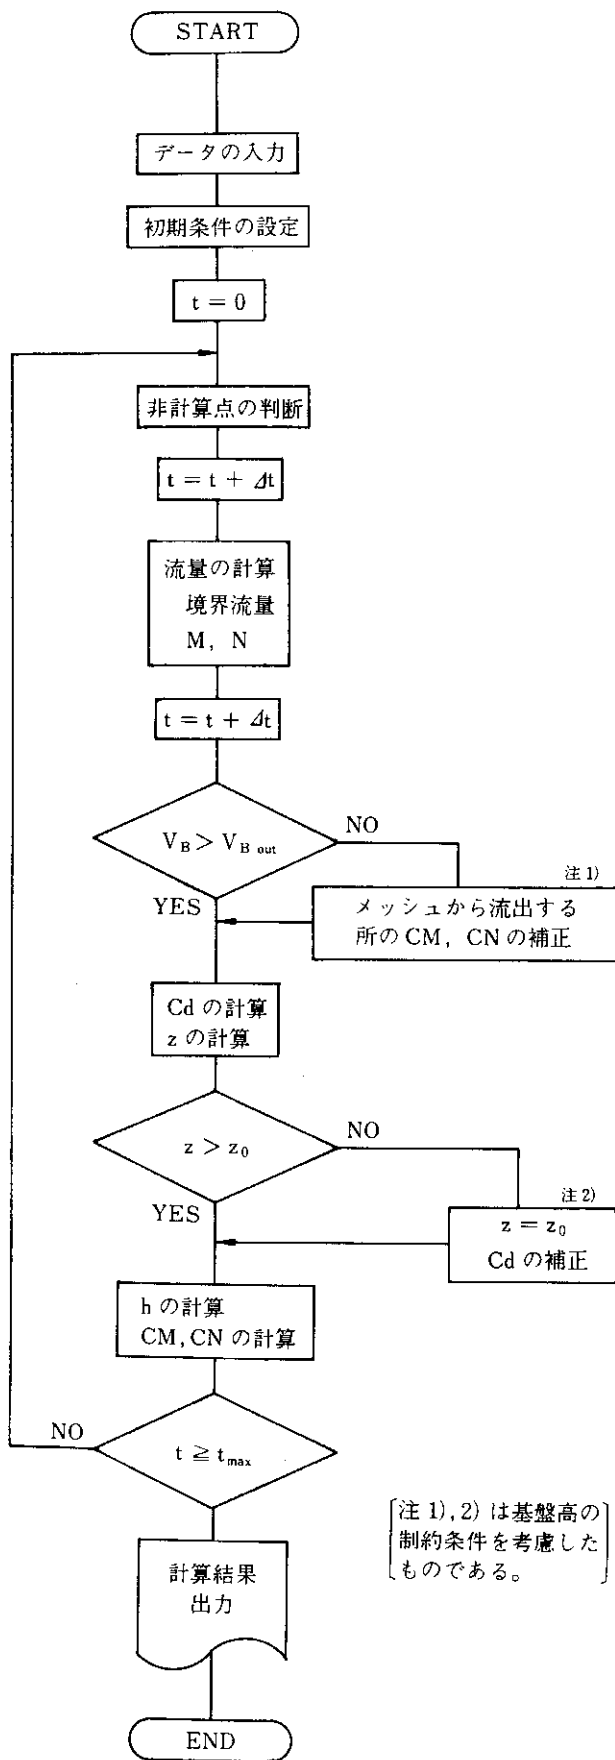 START
データの入力
初期条件の設定
t = 0
非計算点の判断
t = t + Δt
流量の計算
境界流量
M, N
t = t + Δt
V_B > V_B out
NO
YES
注1)
メッシュから流出する
所の CM, CN の補正
Cd の計算
z の計算
z > z₀
NO
YES
注2)
z = z₀
Cd の補正
h の計算
CM, CN の計算
NO
t ≧ t_max
注 1), 2) は基盤高の
制約条件を考慮した
ものである。
計算結果
出力
END